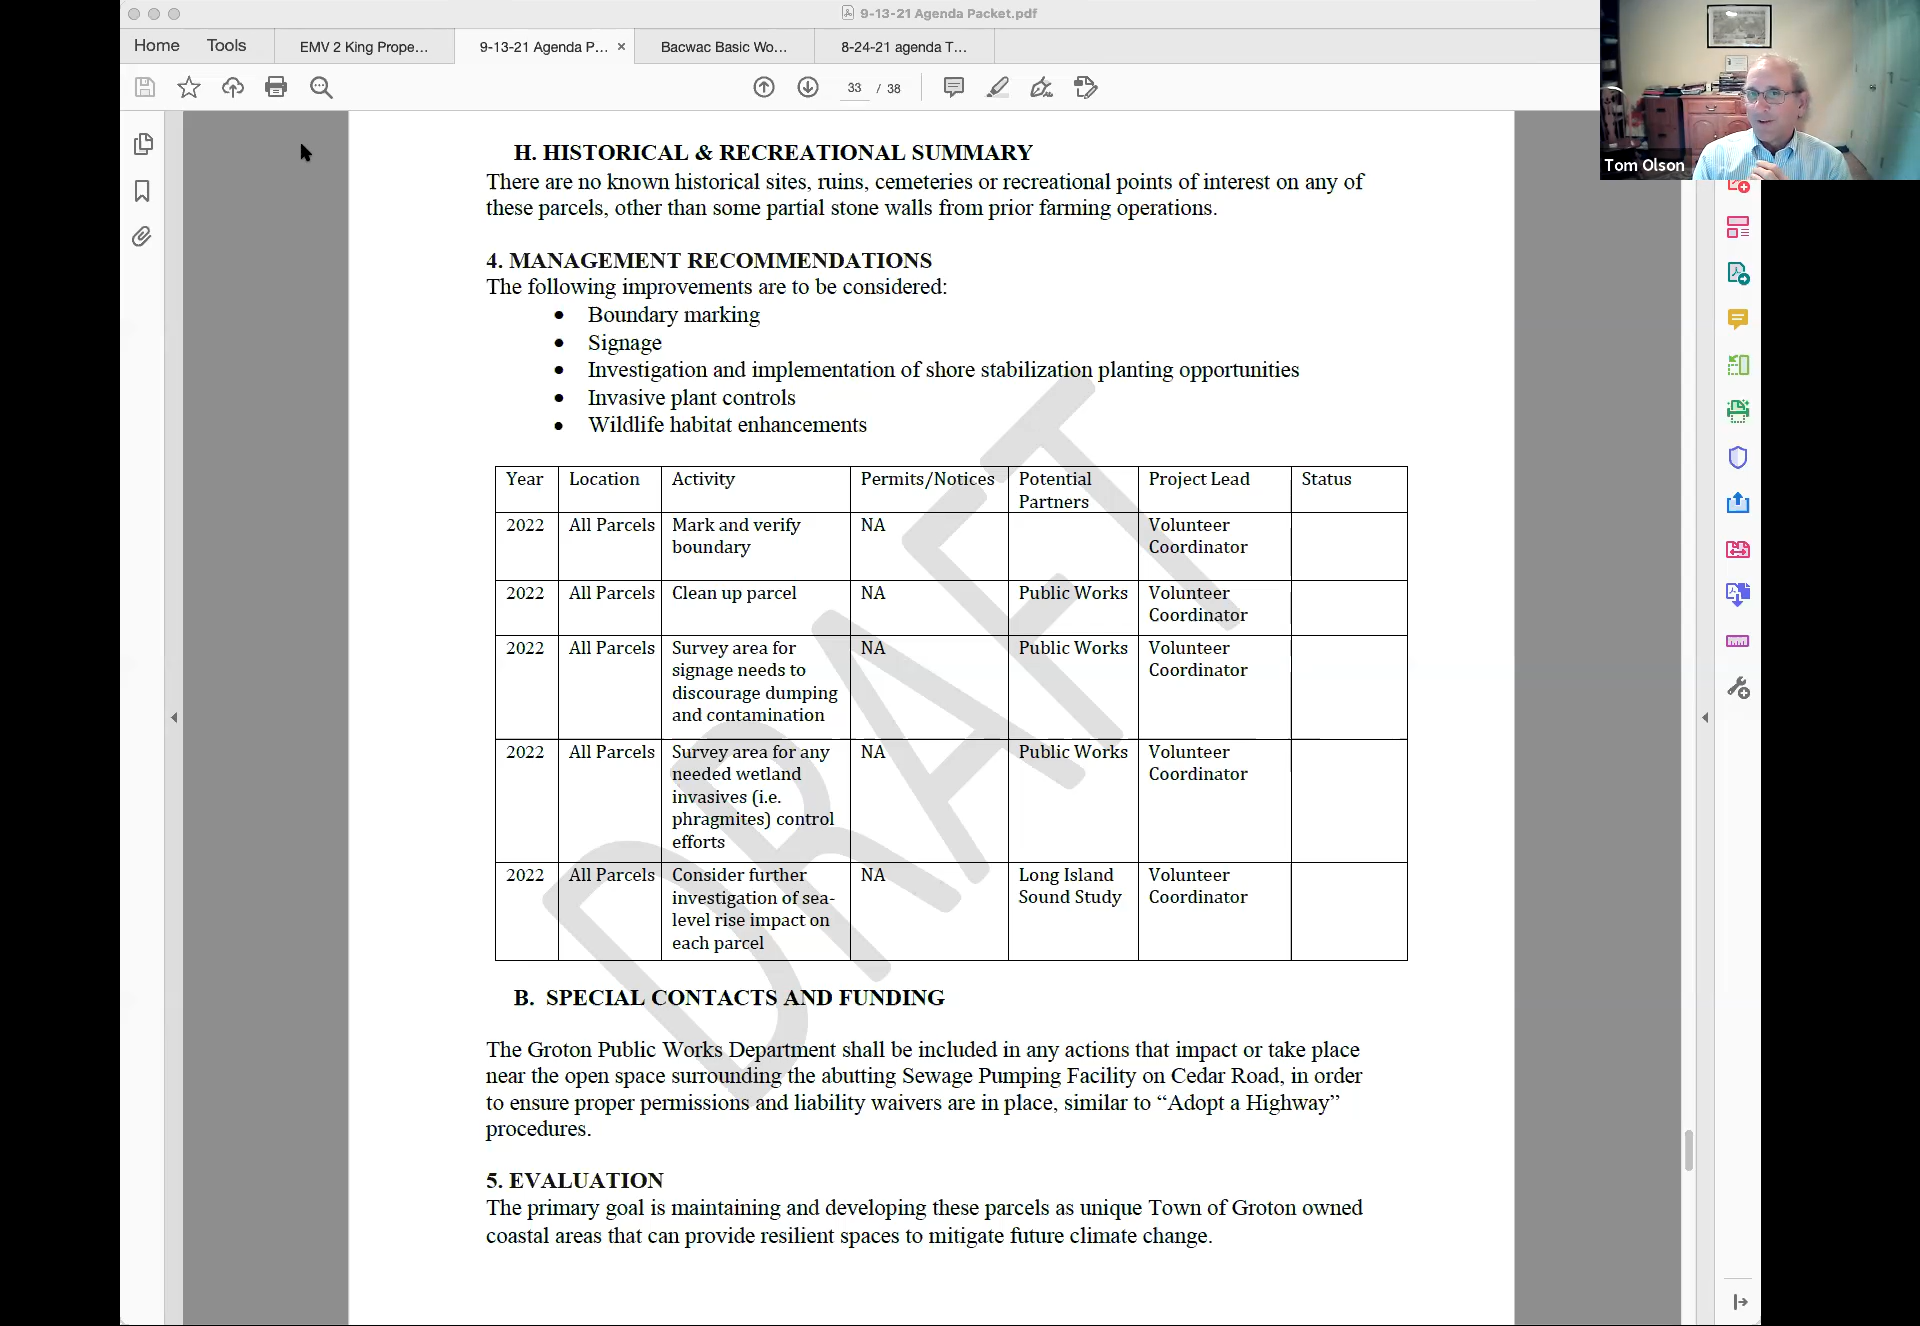 9-13-21 Agenda Packet.pdf
Home
Tools
EMV 2 King Prope...
9-13-21 Agenda P... ×
Bacwac Basic Wo...
8-24-21 agenda T...
33 / 38
Tom Olson
H. HISTORICAL & RECREATIONAL SUMMARY
There are no known historical sites, ruins, cemeteries or recreational points of interest on any of
these parcels, other than some partial stone walls from prior farming operations.
4. MANAGEMENT RECOMMENDATIONS
The following improvements are to be considered:
• Boundary marking
• Signage
• Investigation and implementation of shore stabilization planting opportunities
• Invasive plant controls
• Wildlife habitat enhancements
Year Location Activity Permits/Notices Potential Project Lead Status
Partners
2022 All Parcels Mark and verify NA Volunteer
boundary Coordinator
2022 All Parcels Clean up parcel NA Public Works Volunteer
Coordinator
2022 All Parcels Survey area for NA Public Works Volunteer
signage needs to Coordinator
discourage dumping
and contamination
2022 All Parcels Survey area for any NA Public Works Volunteer
needed wetland Coordinator
invasives (i.e.
phragmites) control
efforts
2022 All Parcels Consider further NA Long Island Volunteer
investigation of sea- Sound Study Coordinator
level rise impact on
each parcel
DRAFT
B. SPECIAL CONTACTS AND FUNDING
The Groton Public Works Department shall be included in any actions that impact or take place
near the open space surrounding the abutting Sewage Pumping Facility on Cedar Road, in order
to ensure proper permissions and liability waivers are in place, similar to “Adopt a Highway”
procedures.
5. EVALUATION
The primary goal is maintaining and developing these parcels as unique Town of Groton owned
coastal areas that can provide resilient spaces to mitigate future climate change.